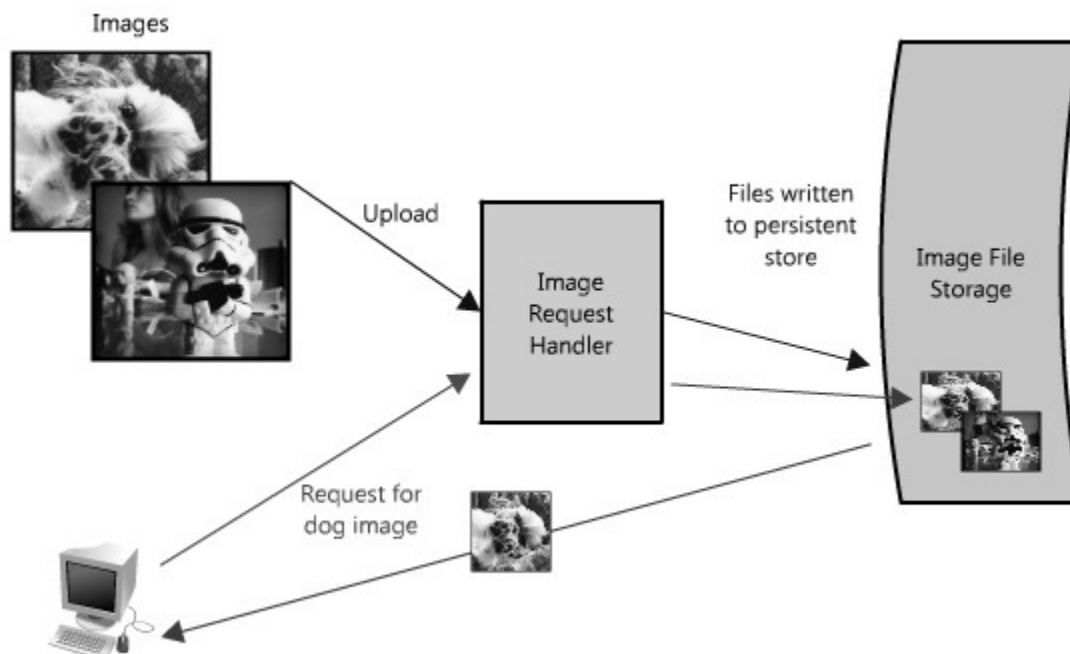 Images
Upload
Image
Request
Handler
Files written
to persistent
store
Image File
Storage
Request for
dog image